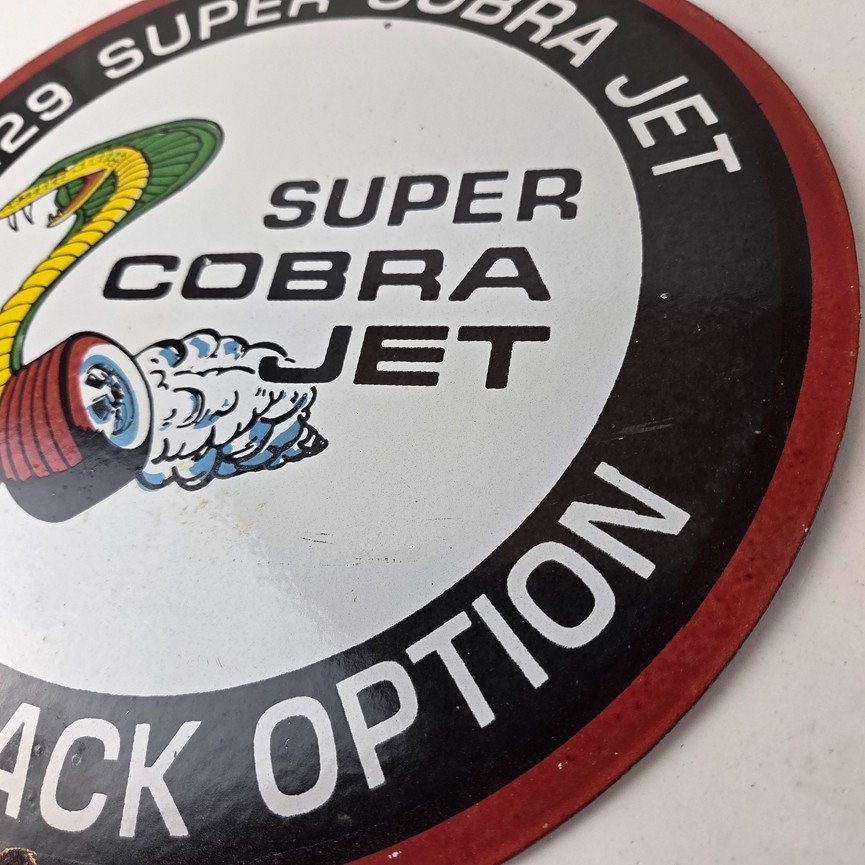 29 SUPER COBRA JET
SUPER
COBRA
JET
ACK OPTION